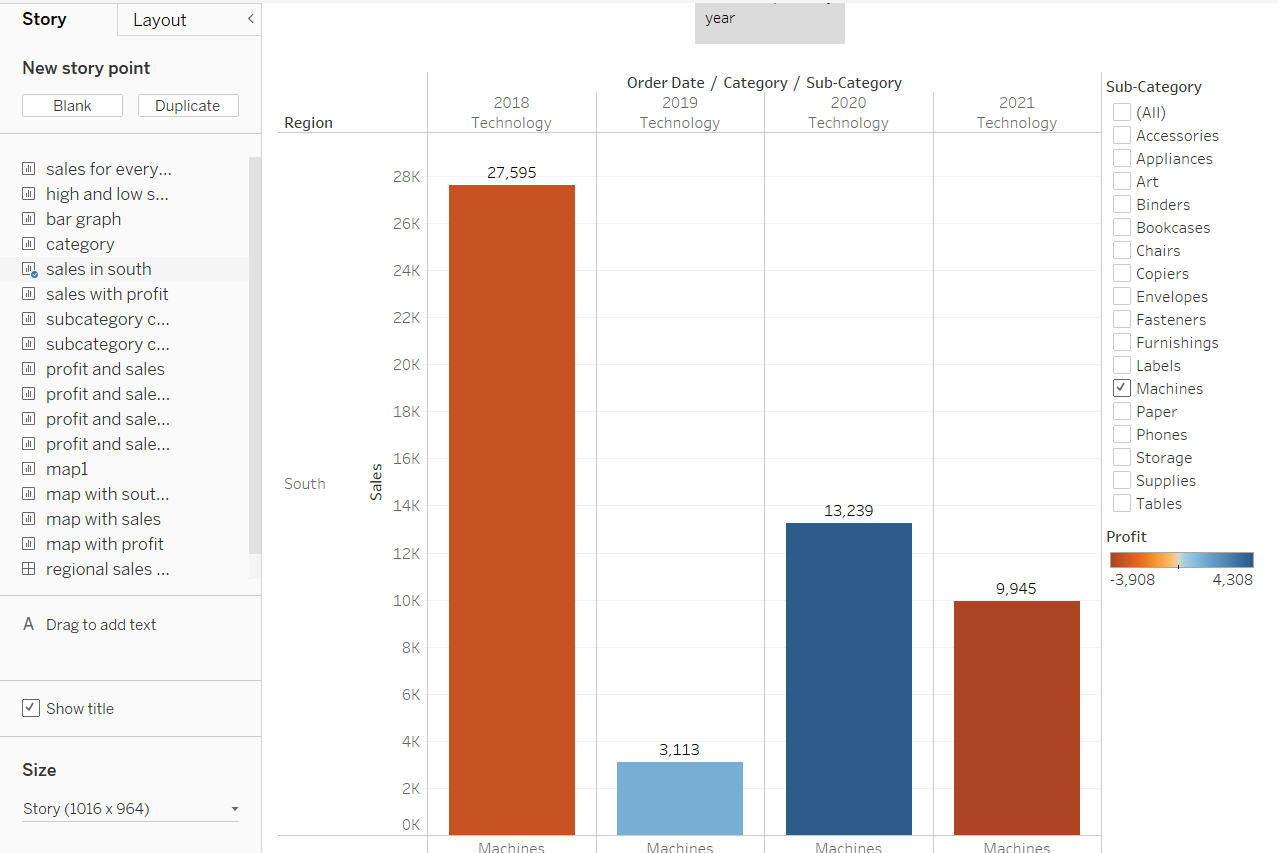 Story
Layout
New story point
Blank
Duplicate
sales for every...
high and low s...
bar graph
category
sales in south
sales with profit
subcategory c...
subcategory c...
profit and sales
profit and sale...
profit and sale...
profit and sale...
map1
map with sout...
map with sales
map with profit
regional sales ...
A Drag to add text
Show title
Size
Story (1016 x 964)
year
Order Date / Category / Sub-Category
2018 2019 2020 2021
Region Technology Technology Technology Technology
South
Sales
28K
26K
24K
22K
20K
18K
16K
14K
12K
10K
8K
6K
4K
2K
0K
27,595
3,113
13,239
9,945
Machines Machines Machines Machines
Sub-Category
(All)
Accessories
Appliances
Art
Binders
Bookcases
Chairs
Copiers
Envelopes
Fasteners
Furnishings
Labels
Machines
Paper
Phones
Storage
Supplies
Tables
Profit
-3,908 4,308